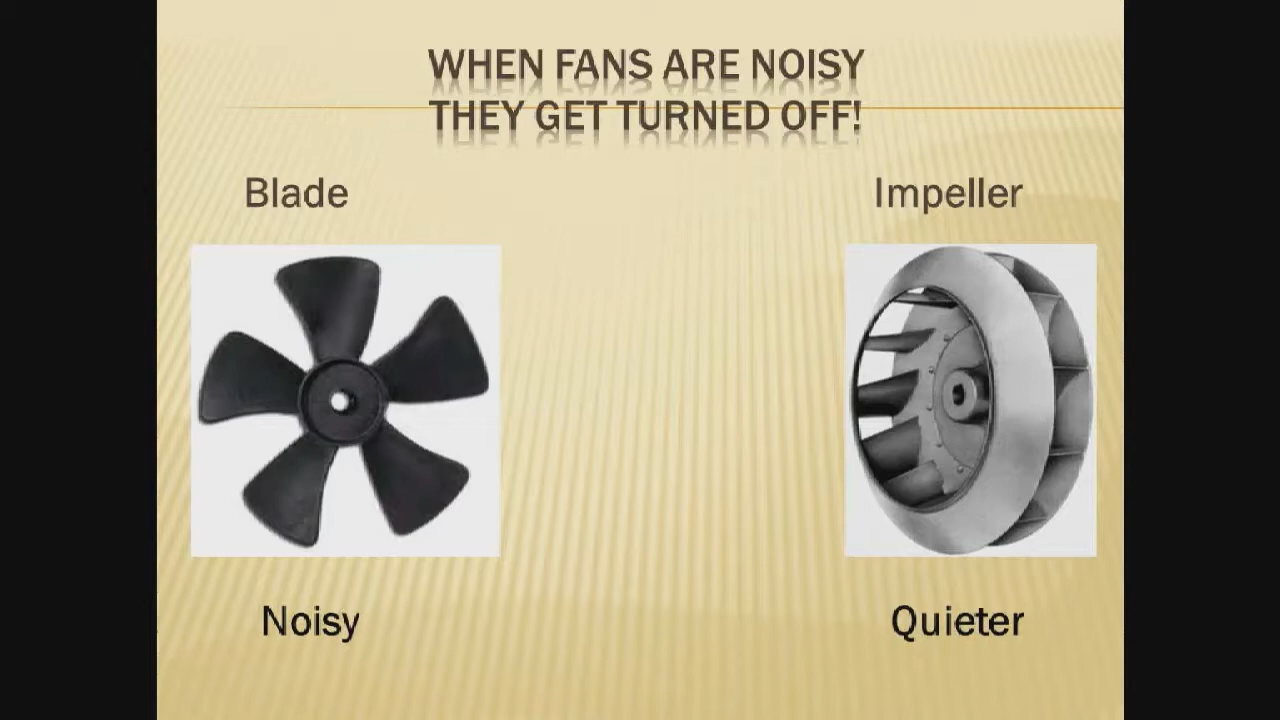 WHEN FANS ARE NOISY
THEY GET TURNED OFF!
Blade
Impeller
Noisy
Quieter